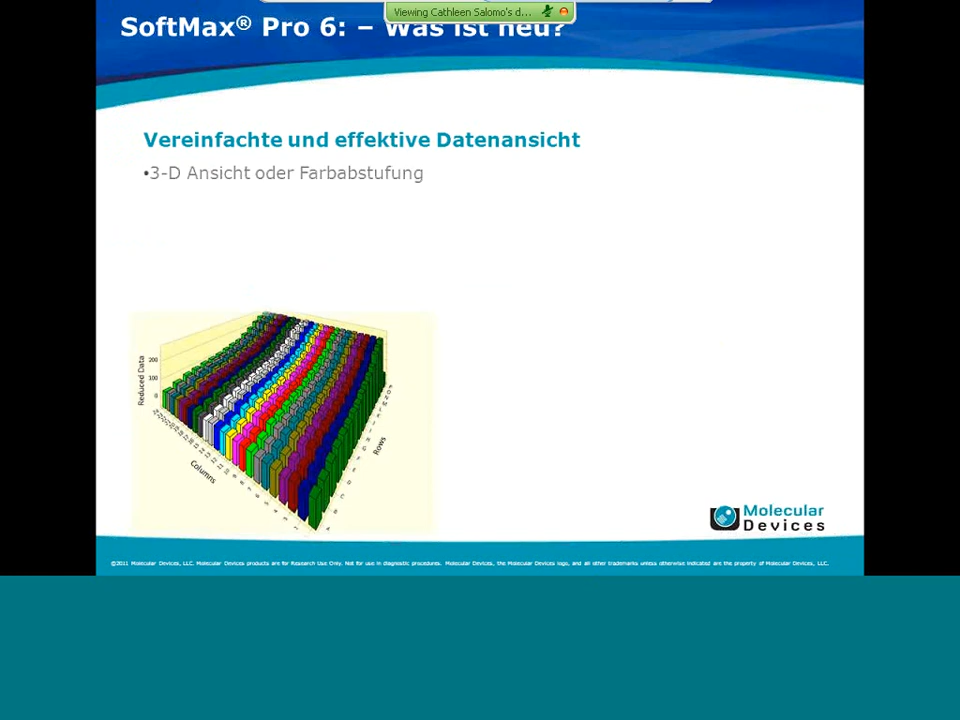 Viewing Cathleen Salomo's d...
SoftMax® Pro 6: – Was ist neu?
Vereinfachte und effektive Datenansicht
•3-D Ansicht oder Farbabstufung
200
100
0
Reduced Data
Columns
Rows
Molecular
Devices
©2011 Molecular Devices, LLC. Molecular Devices products are for Research Use Only. Not for use in diagnostic procedures. Molecular Devices, the Molecular Devices logo, and all other trademarks unless otherwise indicated are the property of Molecular Devices, LLC.